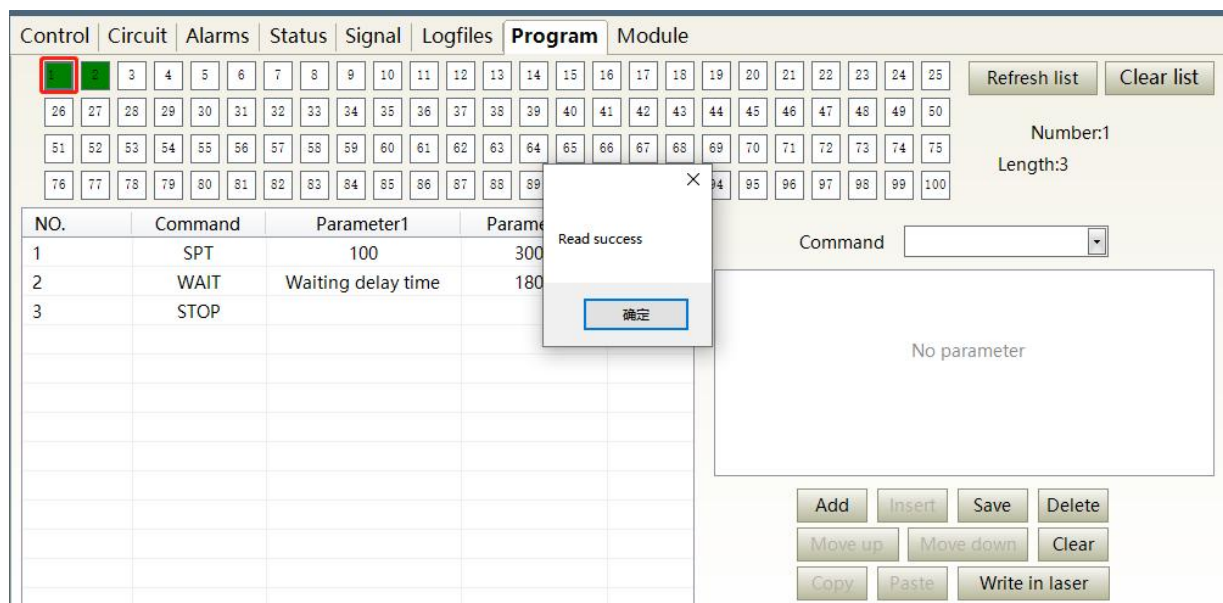 Control Circuit Alarms Status Signal Logfiles Program Module
1 2 3 4 5 6 7 8 9 10 11 12 13 14 15 16 17 18 19 20 21 22 23 24 25 Refresh list Clear list
26 27 28 29 30 31 32 33 34 35 36 37 38 39 40 41 42 43 44 45 46 47 48 49 50
Number:1
51 52 53 54 55 56 57 58 59 60 61 62 63 64 65 66 67 68 69 70 71 72 73 74 75
Length:3
76 77 78 79 80 81 82 83 84 85 86 87 88 89 94 95 96 97 98 99 100
NO. Command Parameter1 Parame
Read success
Command
1 SPT 100 300
2 WAIT Waiting delay time 180
3 STOP
确定
No parameter
Add Insert Save Delete
Move up Move down Clear
Copy Paste Write in laser